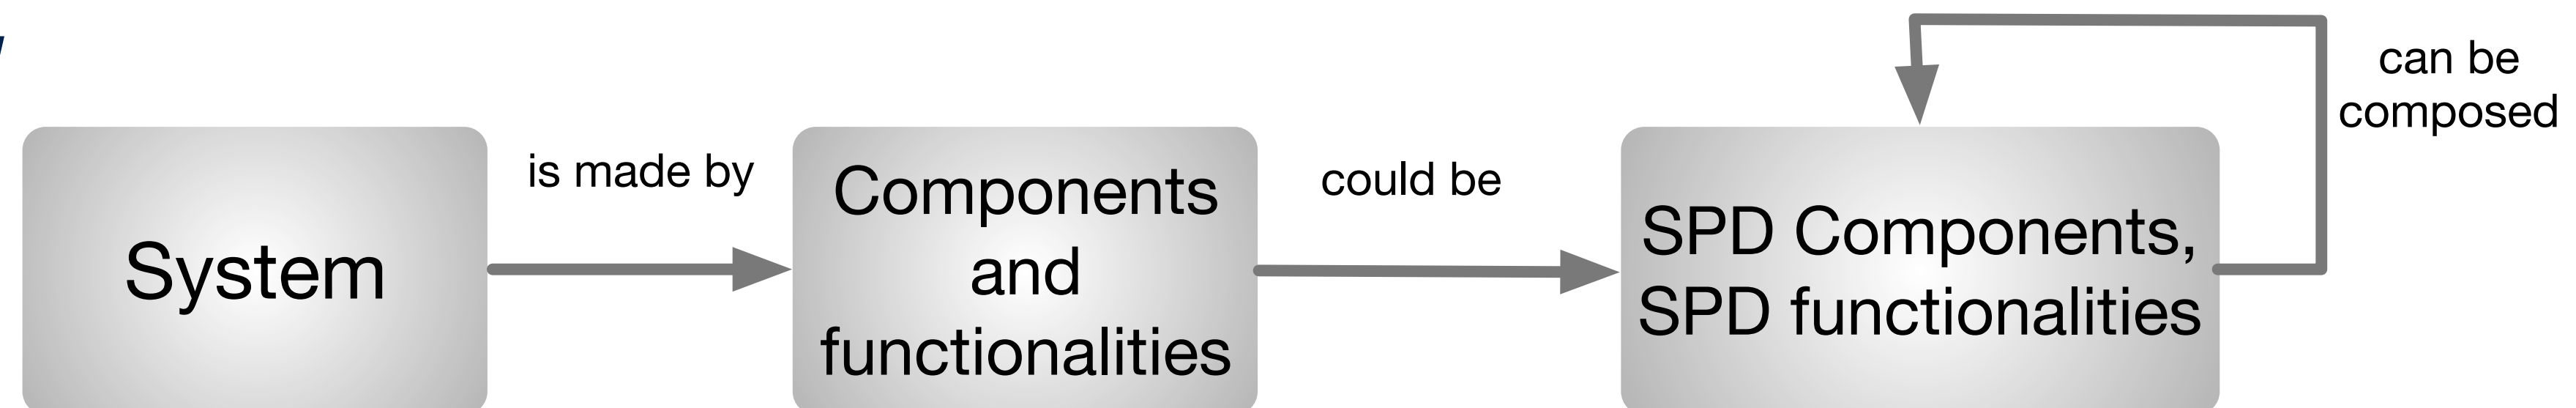 can be
composed
System
is made by
Components
and
functionalities
could be
SPD Components,
SPD functionalities